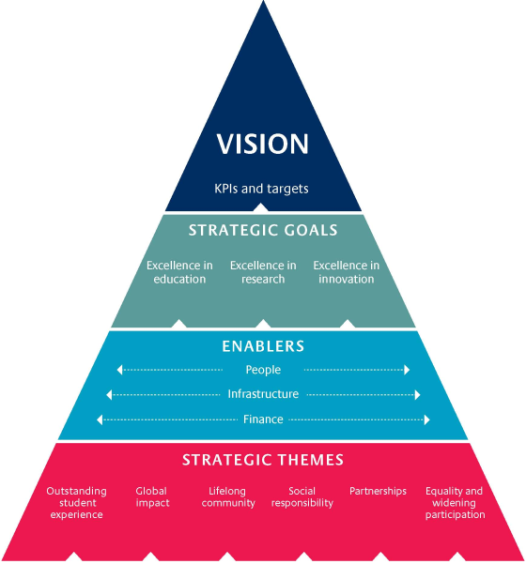 VISION
KPIs and targets
STRATEGIC GOALS
Excellence in
education
Excellence in
research
Excellence in
innovation
ENABLERS
People
Infrastructure
Finance
STRATEGIC THEMES
Outstanding
student
experience
Global
impact
Lifelong
community
Social
responsibility
Partnerships
Equality and
widening
participation